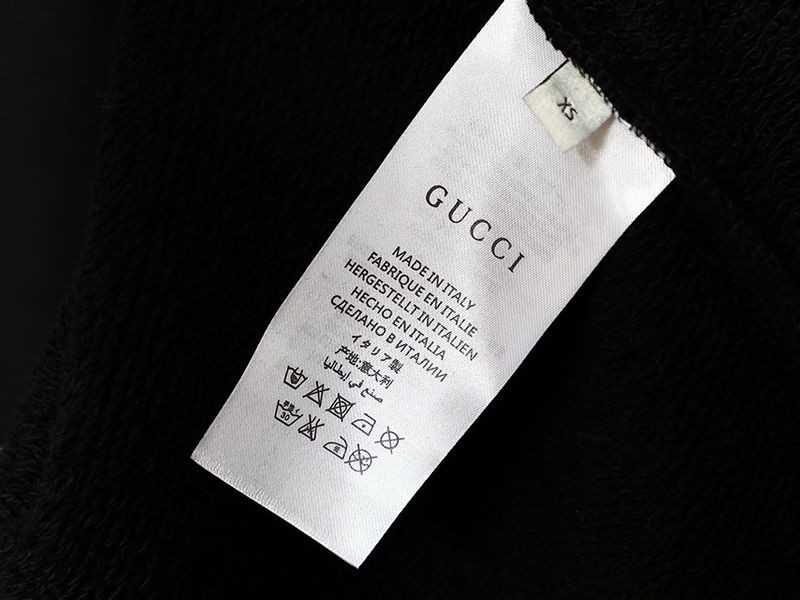 XS
GUCCI
MADE IN ITALY
FABRIQUE EN ITALIE
HERGESTELLT IN ITALIEN
HECHO EN ITALIA
СДЕЛАНО В ИТАЛИИ
イタリア製
产地:意大利
صنع في إيطاليا
30